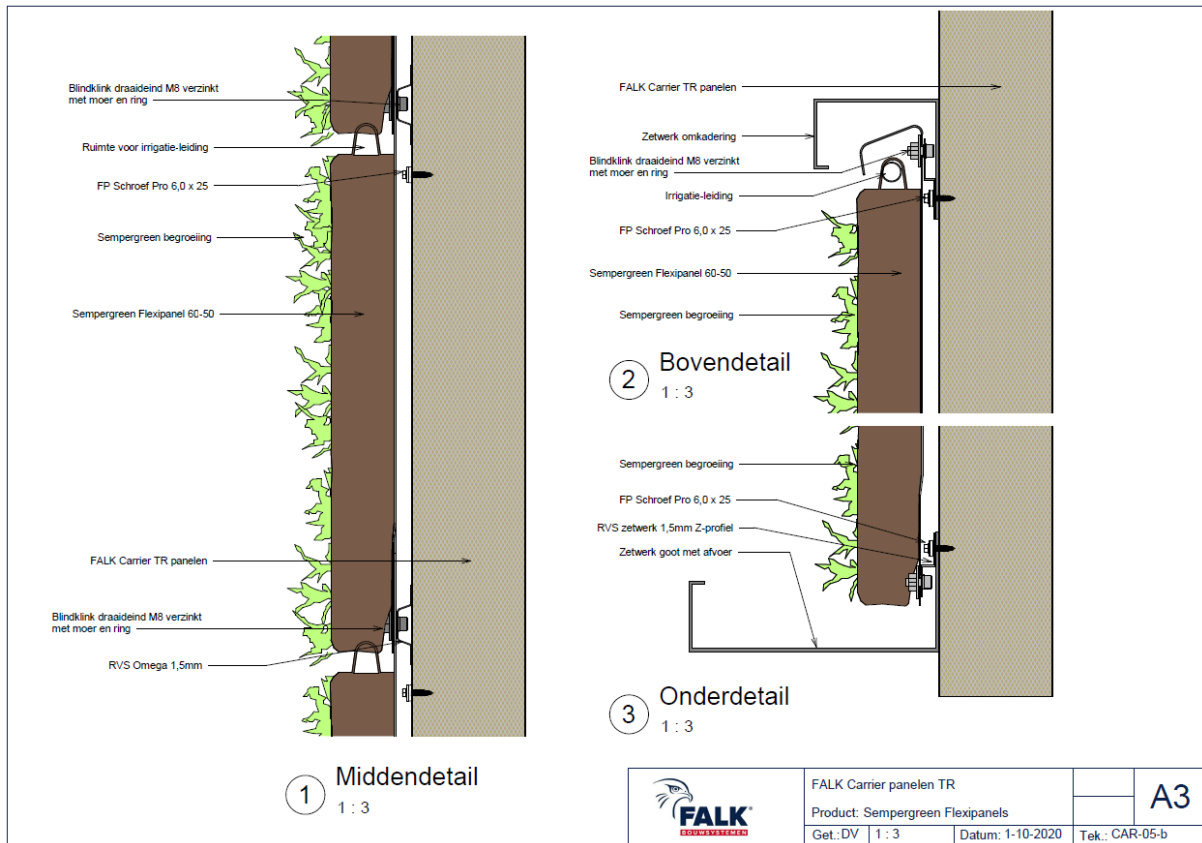 Blindklink draaideind M8 verzinkt
met moer en ring
Ruimte voor irrigatie-leiding
FP Schroef Pro 6,0 x 25
Sempergreen begroeiing
Sempergreen Flexipanel 60-50
FALK Carrier TR panelen
Blindklink draaideind M8 verzinkt
met moer en ring
RVS Omega 1,5mm
1 Middendetail
1 : 3
FALK Carrier TR panelen
Zetwerk omkadering
Blindklink draaideind M8 verzinkt
met moer en ring
Irrigatie-leiding
FP Schroef Pro 6,0 x 25
Sempergreen Flexipanel 60-50
Sempergreen begroeiing
2 Bovendetail
1 : 3
Sempergreen begroeiing
FP Schroef Pro 6,0 x 25
RVS zetwerk 1,5mm Z-profiel
Zetwerk goot met afvoer
3 Onderdetail
1 : 3
FALK
BOUWSYSTEMEN
FALK Carrier panelen TR
Product: Sempergreen Flexipanels
A3
Get.: DV 1 : 3 Datum: 1-10-2020 Tek.: CAR-05-b